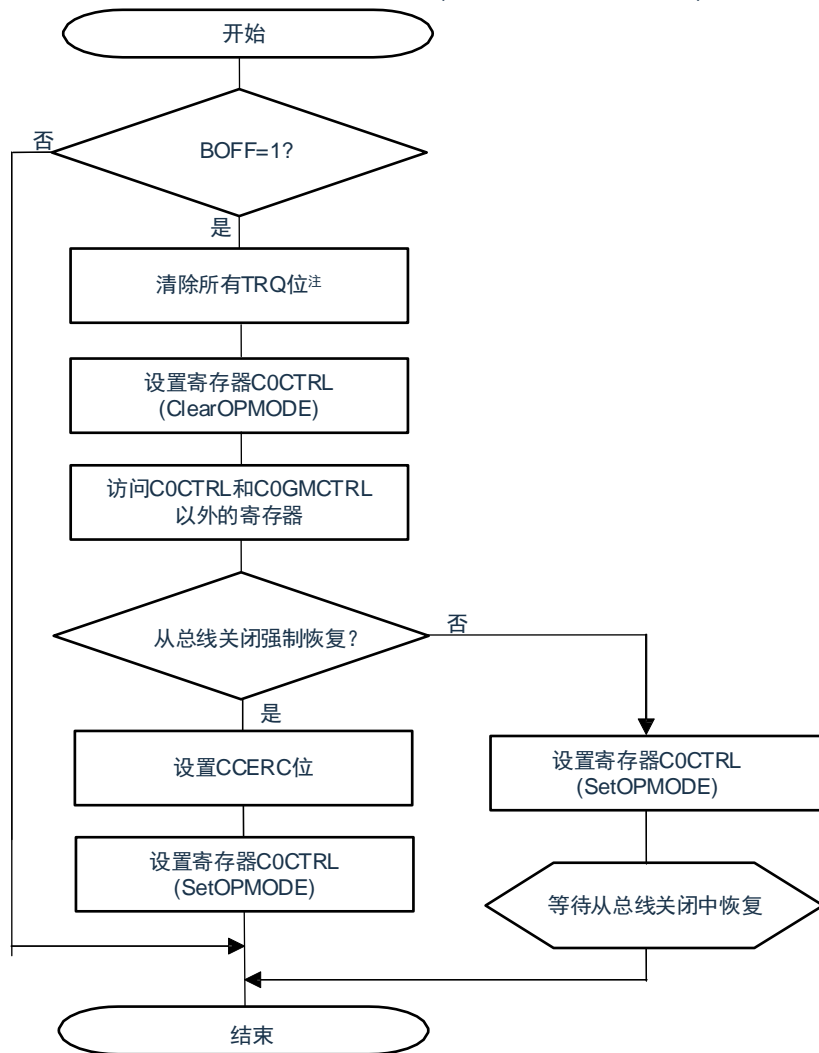 开始
BOFF=1?
否
是
清除所有TRQ位注
设置寄存器C0CTRL
(ClearOPMODE)
访问C0CTRL和C0GMCTRL
以外的寄存器
从总线关闭强制恢复？
否
是
设置CCERC位
设置寄存器C0CTRL
(SetOPMODE)
设置寄存器C0CTRL
(SetOPMODE)
等待从总线关闭中恢复
结束